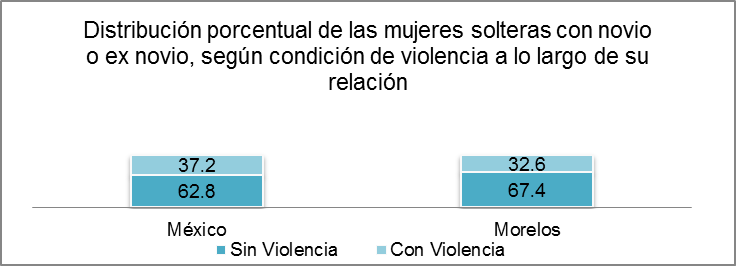 Distribución porcentual de las mujeres solteras con novio
o ex novio, según condición de violencia a lo largo de su
relación
37.2 32.6
62.8 67.4
México Morelos
Sin Violencia Con Violencia